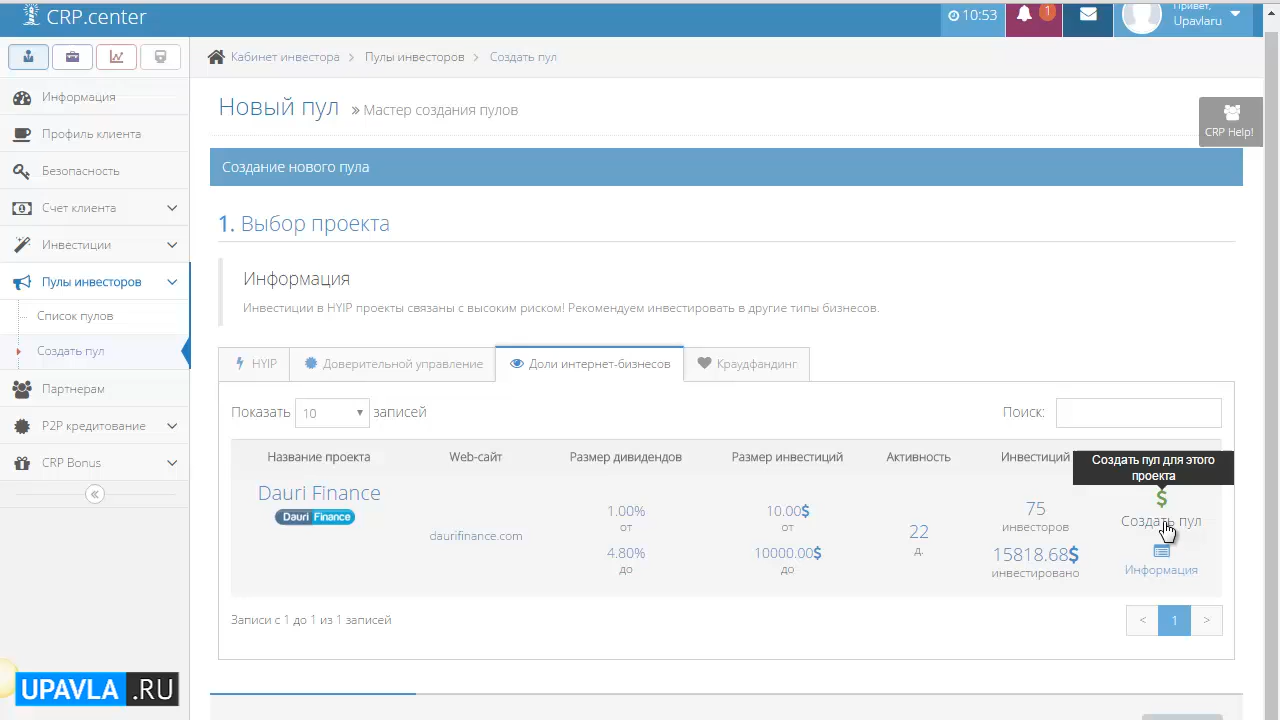 CRP.center
10:53
1
Привет,
Upavlaru
Кабинет инвестора
Пулы инвесторов
Создать пул
Информация
Профиль клиента
Безопасность
Счет клиента
Инвестиции
Пулы инвесторов
Список пулов
Создать пул
Партнерам
P2P кредитование
CRP Bonus
Новый пул
» Мастер создания пулов
CRP Help!
Создание нового пула
1. Выбор проекта
Информация
Инвестиции в HYIP проекты связаны с высоким риском! Рекомендуем инвестировать в другие типы бизнесов.
HYIP
Доверительной управление
Доли интернет-бизнесов
Краудфандинг
Показать 10 записей
Поиск:
Название проекта
Web-сайт
Размер дивидендов
Размер инвестиций
Активность
Инвестиций
Создать пул для этого
проекта
Dauri Finance
Dauri Finance
daurifinance.com
1.00%
от
4.80%
до
10.00$
от
10000.00$
до
22
д.
75
инвесторов
15818.68$
инвестировано
$
Создать пул
Информация
Записи с 1 до 1 из 1 записей
< 1 >
UPAVLA.RU